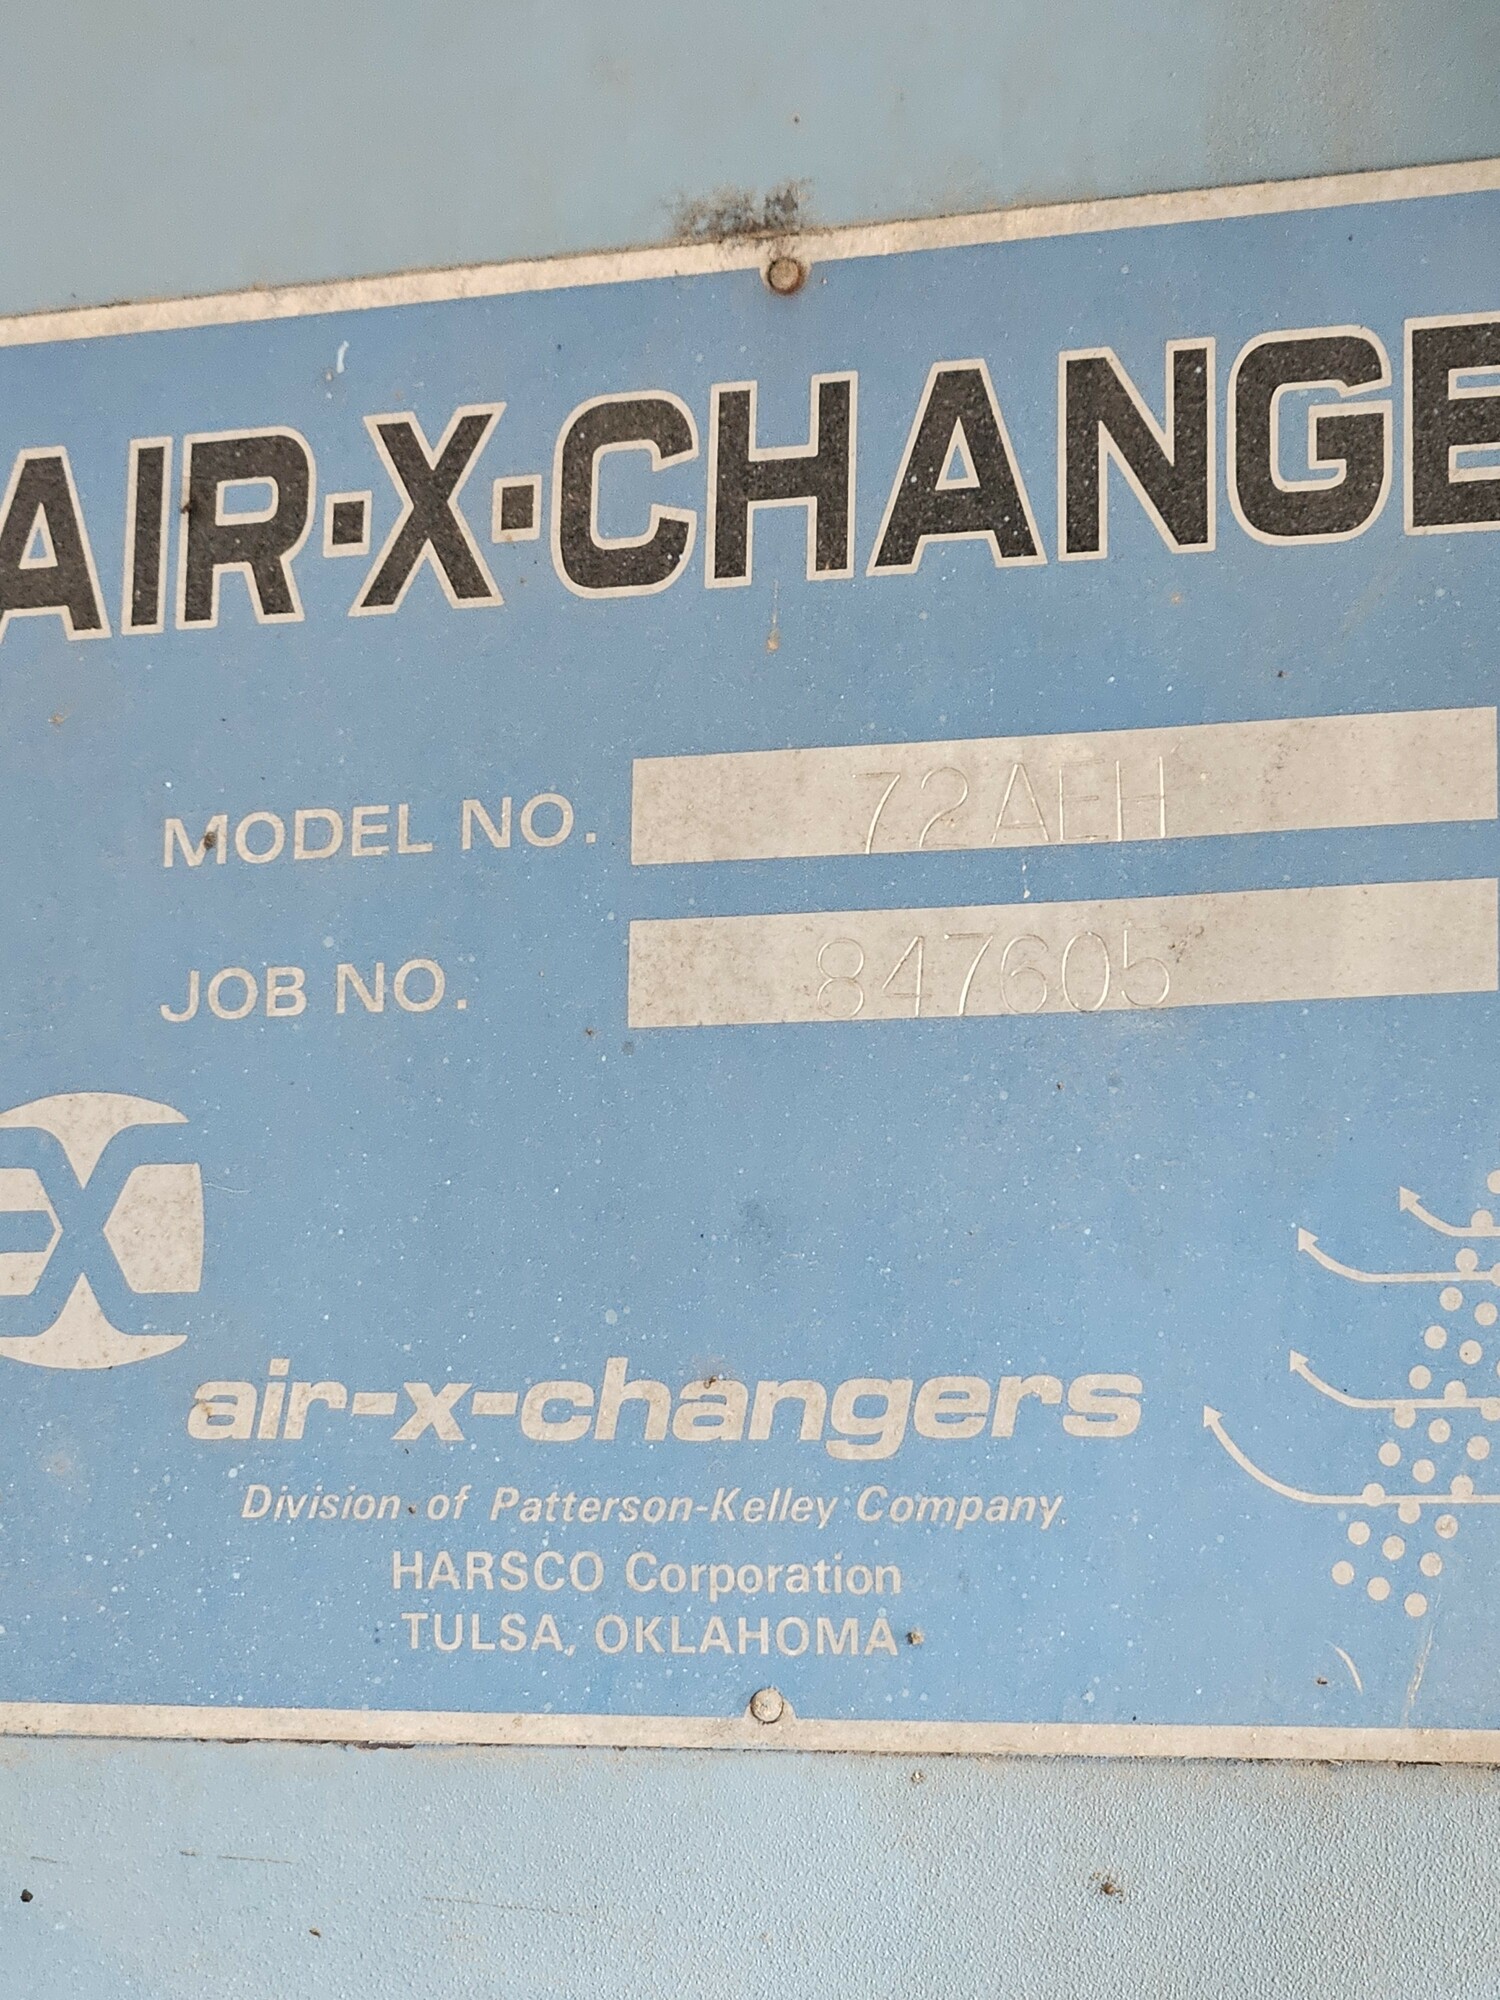 AIR-X-CHANGE
MODEL NO. 72AEH
JOB NO. 847605
air-x-changers
Division of Patterson-Kelley Company
HARSCO Corporation
TULSA, OKLAHOMA